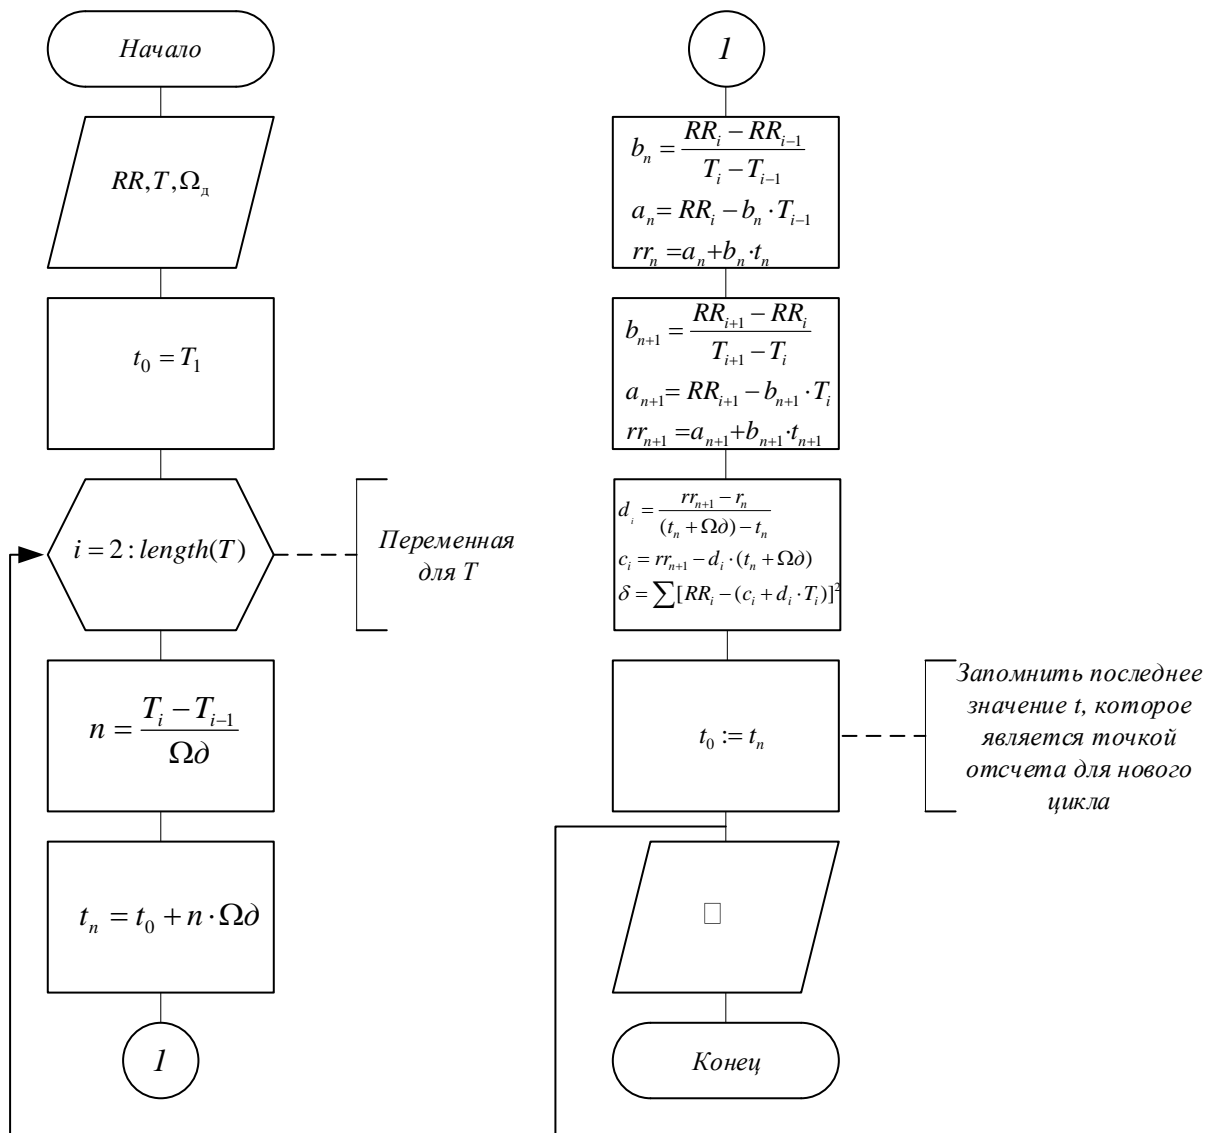 Начало
RR, T, Ω_д
t_0 = T_1
i = 2 : length(T)
Переменная
для T
n = \frac{T_i − T_{i−1}}{Ω∂}
t_n = t_0 + n · Ω∂
1
1
b_n = \frac{RR_i − RR_{i−1}}{T_i − T_{i−1}}
a_n = RR_i − b_n · T_{i−1}
rr_n = a_n + b_n · t_n
b_{n+1} = \frac{RR_{i+1} − RR_i}{T_{i+1} − T_i}
a_{n+1} = RR_{i+1} − b_{n+1} · T_i
rr_{n+1} = a_{n+1} + b_{n+1} · t_{n+1}
d_i = \frac{rr_{n+1} − r_n}{(t_n + Ω∂) − t_n}
c_i = rr_{n+1} − d_i · (t_n + Ω∂)
δ = ∑[RR_i − (c_i + d_i · T_i)]^2
t_0 := t_n
Запомнить последнее
значение t, которое
является точкой
отсчета для нового
цикла
□
Конец